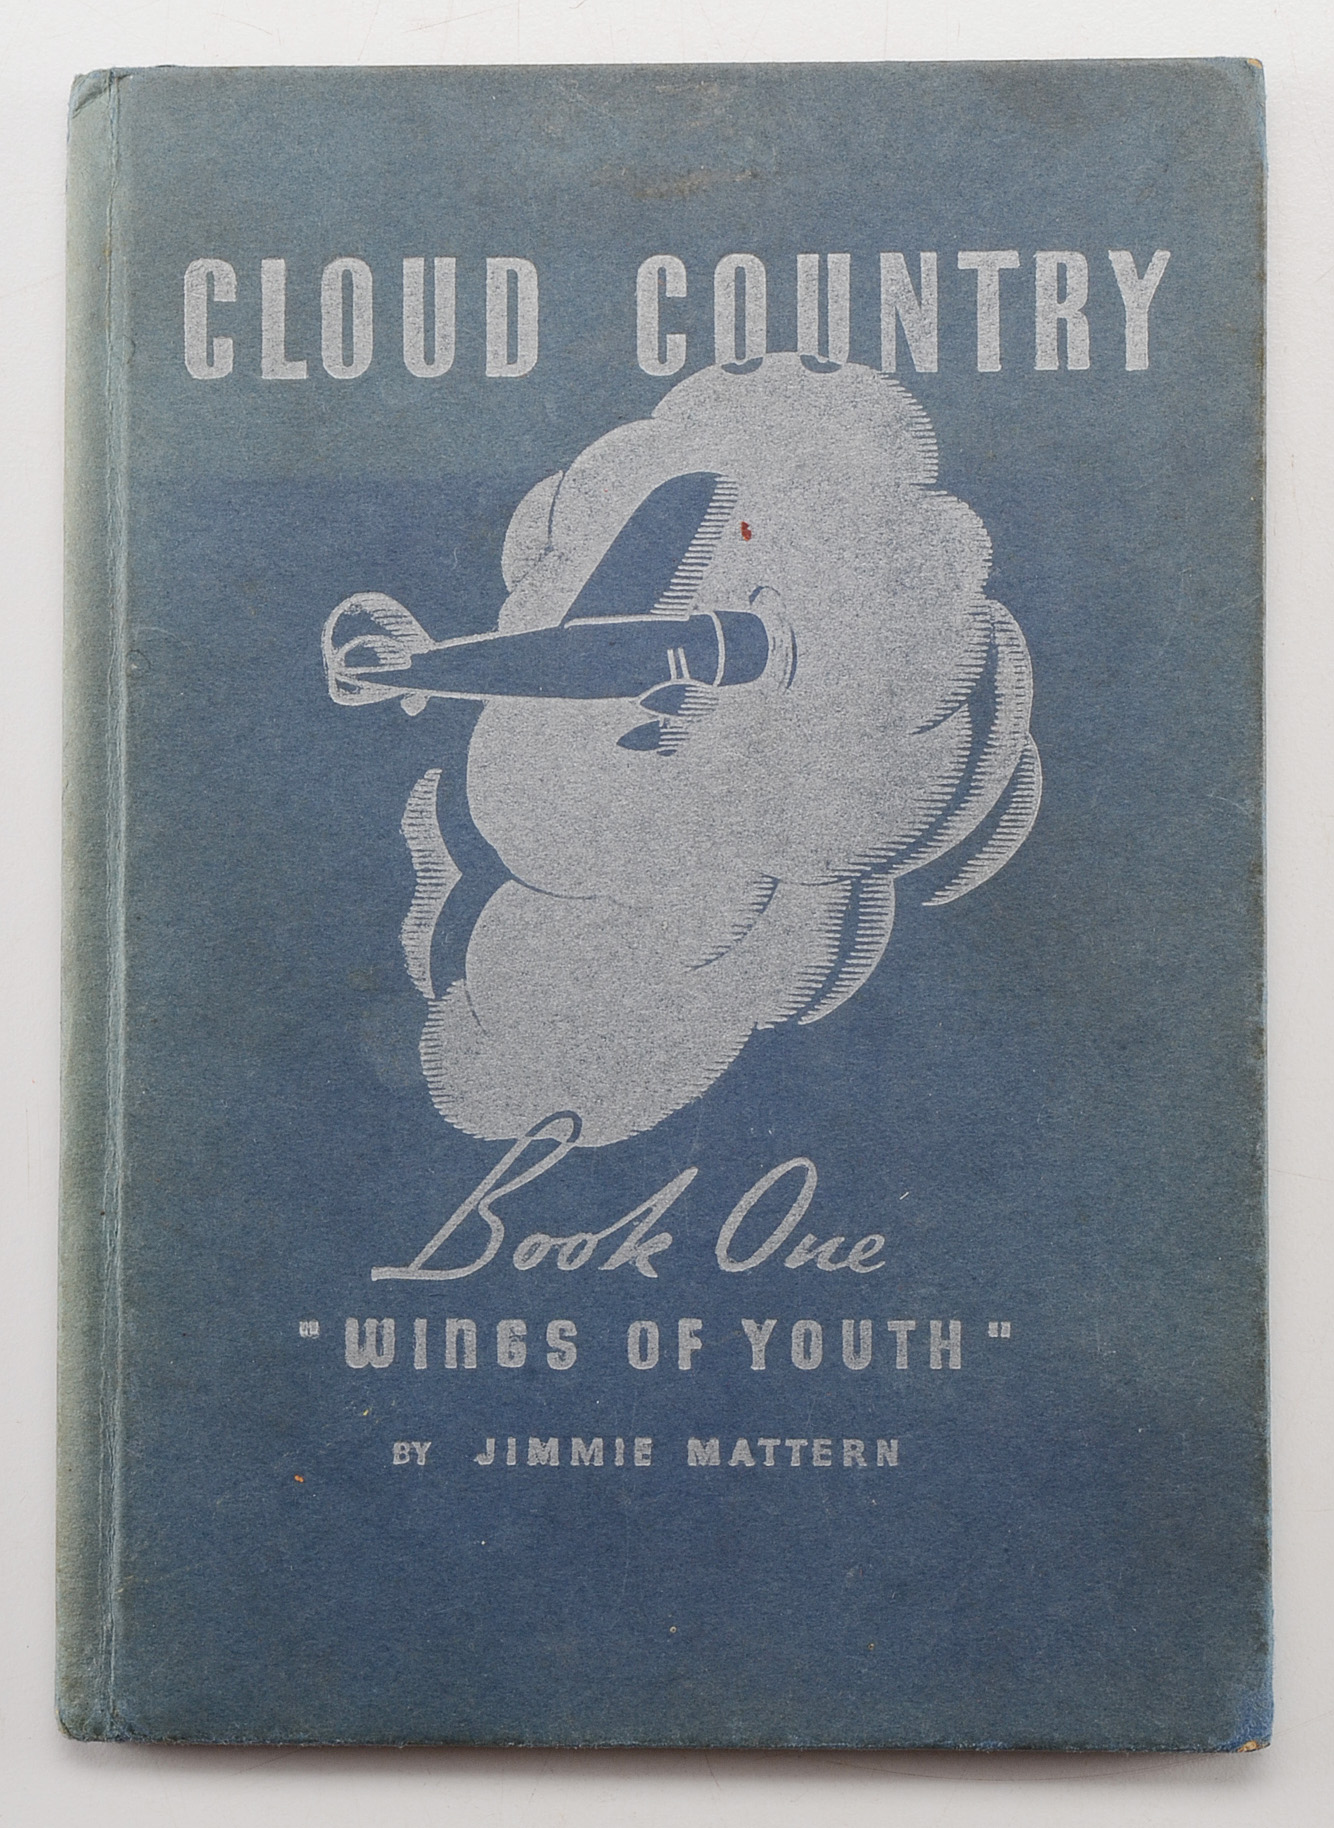 CLOUD COUNTRY
Book One
"WINGS OF YOUTH"
BY JIMMIE MATTERN